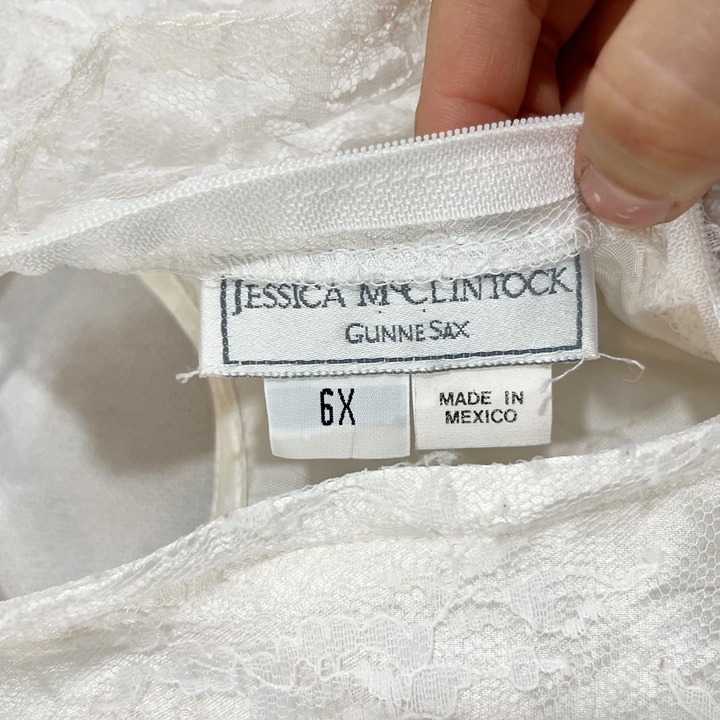 JESSICA McCLINTOCK
GUNNE SAX
6X
MADE IN
MEXICO